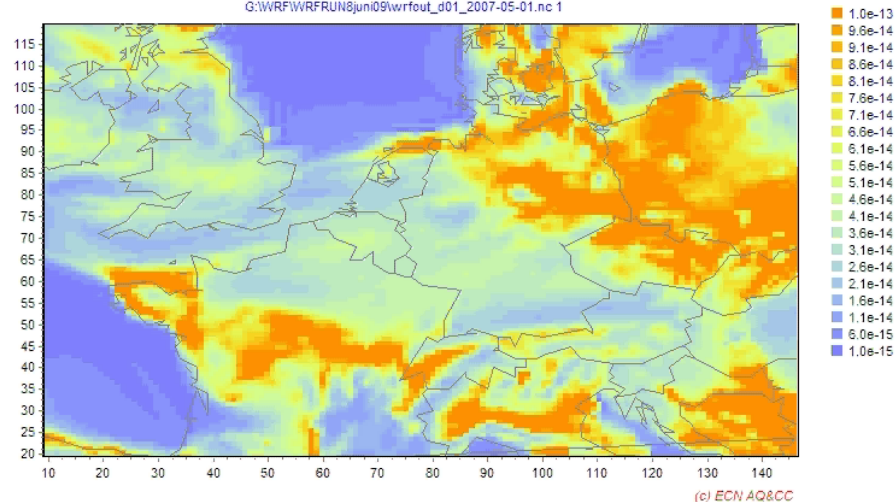 G:\WRF\WRFRUN8juni09\wrfout_d01_2007-05-01.nc 1
1.0e-13
9.6e-14
9.1e-14
8.6e-14
8.1e-14
7.6e-14
7.1e-14
6.6e-14
6.1e-14
5.6e-14
5.1e-14
4.6e-14
4.1e-14
3.6e-14
3.1e-14
2.6e-14
2.1e-14
1.6e-14
1.1e-14
6.0e-15
1.0e-15
115
110
105
100
95
90
85
80
75
70
65
60
55
50
45
40
35
30
25
20
10 20 30 40 50 60 70 80 90 100 110 120 130 140
(c) ECN AQ&CC